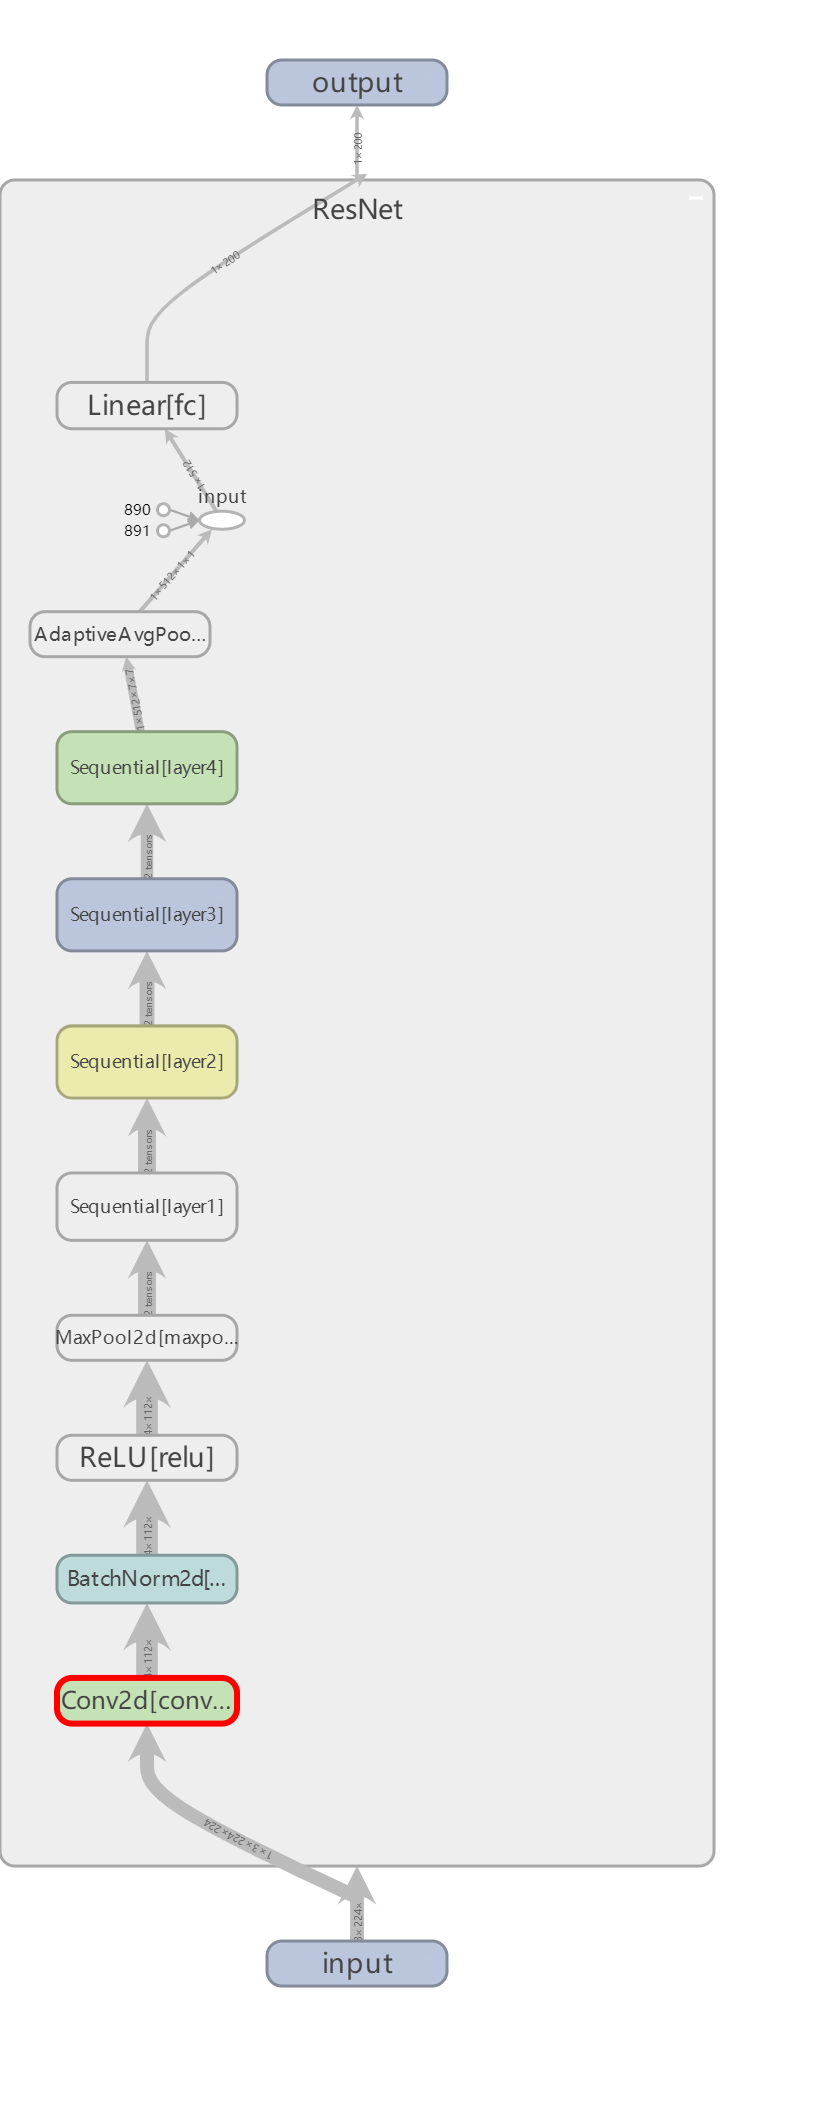 output
1×200
ResNet
1×200
Linear[fc]
1×512
input
890
891
1×512×1×1
AdaptiveAvgPoo...
1×512×7×7
Sequential[layer4]
2 tensors
Sequential[layer3]
2 tensors
Sequential[layer2]
2 tensors
Sequential[layer1]
2 tensors
MaxPool2d[maxpo...
4×112×
ReLU[relu]
4×112×
BatchNorm2d[...
4×112×
Conv2d[conv...
1×3×224×224
3×224×
input